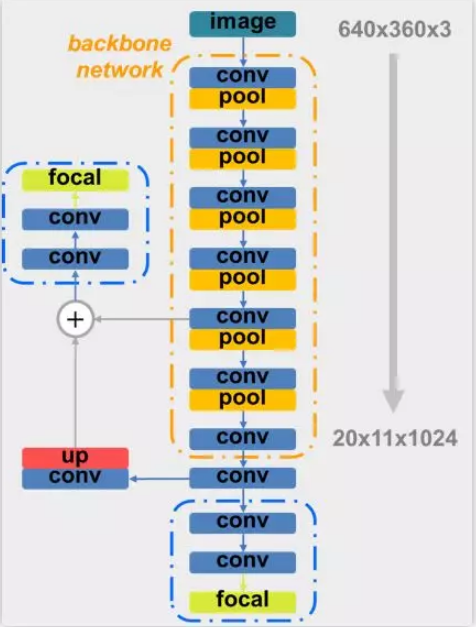 image
640x360x3
backbone
network
conv
pool
conv
pool
conv
pool
conv
pool
conv
pool
conv
pool
conv
20x11x1024
conv
conv
conv
focal
focal
conv
conv
+
up
conv